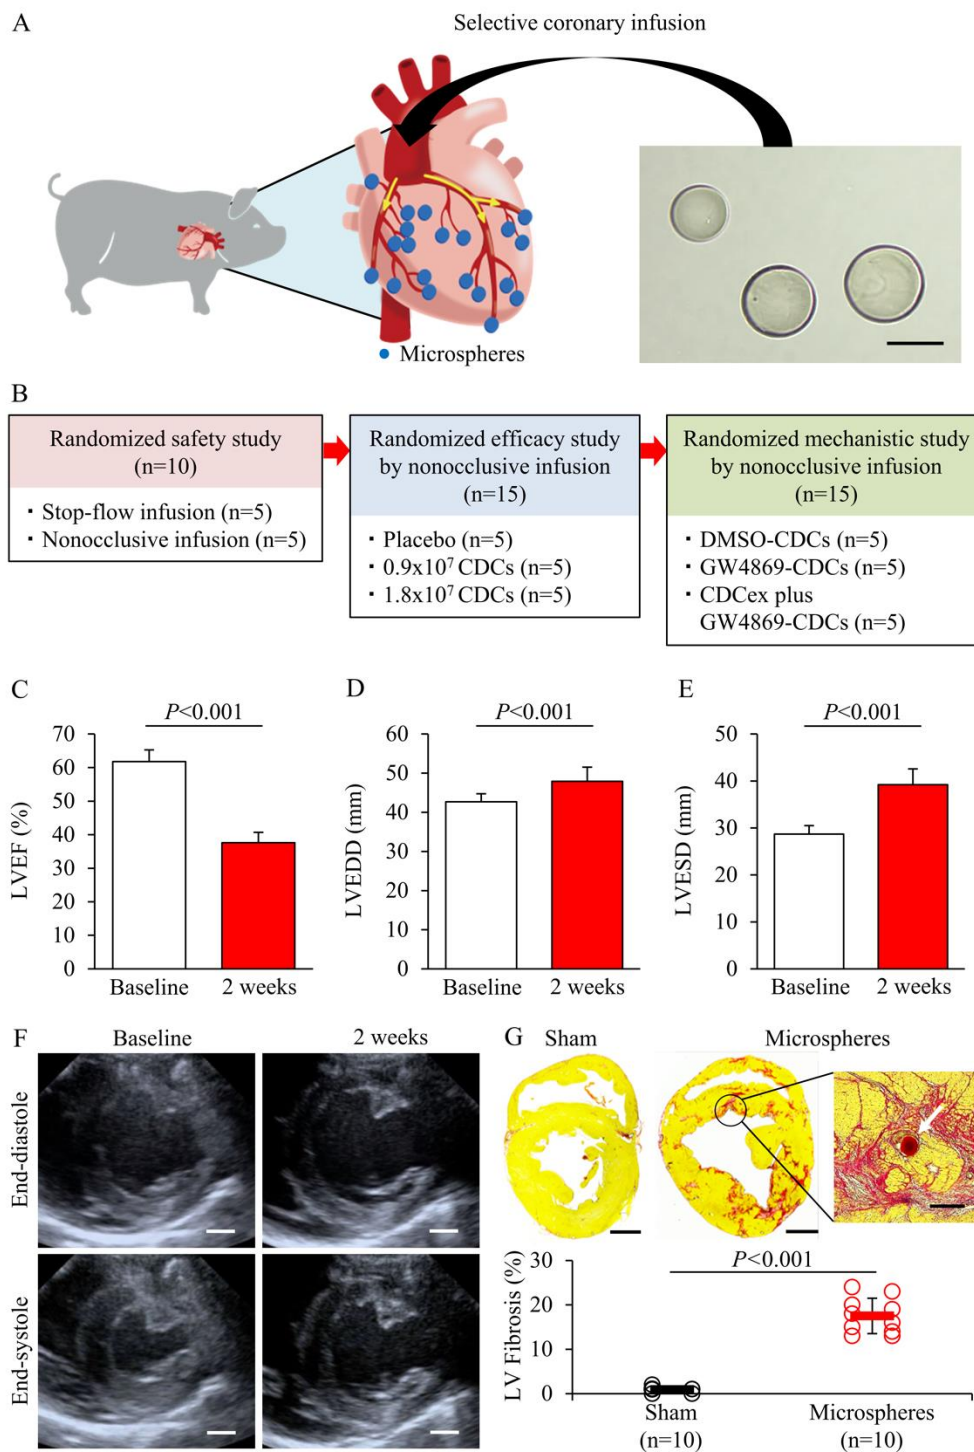 A
Selective coronary infusion
Microspheres
B
Randomized safety study
(n=10)
・Stop-flow infusion (n=5)
・Nonocclusive infusion (n=5)
Randomized efficacy study
by nonocclusive infusion
(n=15)
・Placebo (n=5)
・0.9x10⁷ CDCs (n=5)
・1.8x10⁷ CDCs (n=5)
Randomized mechanistic study
by nonocclusive infusion
(n=15)
・DMSO-CDCs (n=5)
・GW4869-CDCs (n=5)
・CDCex plus
GW4869-CDCs (n=5)
C
P<0.001
LVEF (%)
70
60
50
40
30
20
10
0
Baseline
2 weeks
D
P<0.001
LVEDD (mm)
60
50
40
30
20
10
0
Baseline
2 weeks
E
P<0.001
LVESD (mm)
50
40
30
20
10
0
Baseline
2 weeks
F
Baseline
2 weeks
End-diastole
End-systole
G
Sham
Microspheres
P<0.001
LV Fibrosis (%)
30
20
10
0
Sham
(n=10)
Microspheres
(n=10)